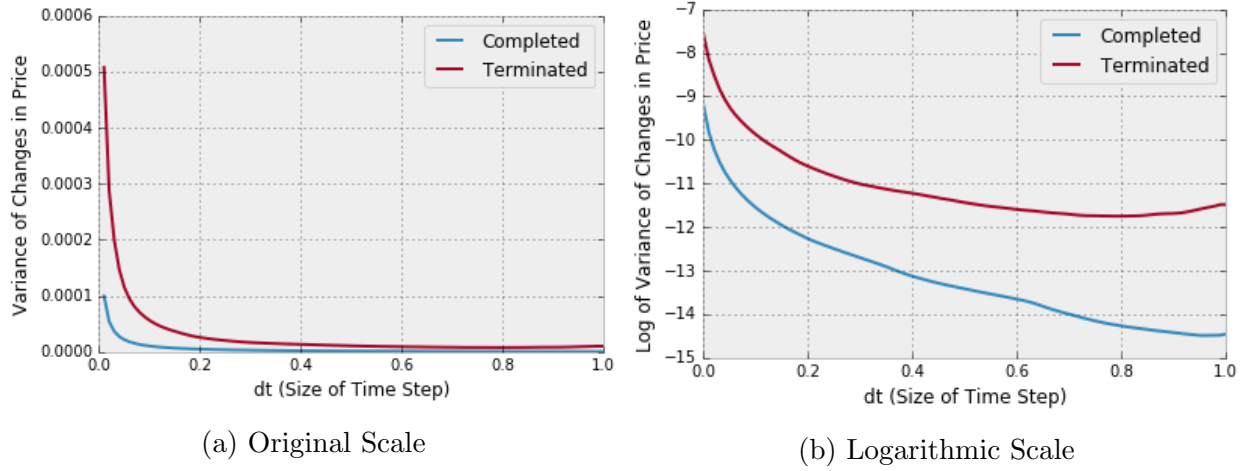 0.0006
0.0005
0.0004
0.0003
0.0002
0.0001
0.0000
Variance of Changes in Price
Completed
Terminated
0.0 0.2 0.4 0.6 0.8 1.0
dt (Size of Time Step)
(a) Original Scale
−7
−8
−9
−10
−11
−12
−13
−14
−15
Log of Variance of Changes in Price
Completed
Terminated
0.0 0.2 0.4 0.6 0.8 1.0
dt (Size of Time Step)
(b) Logarithmic Scale